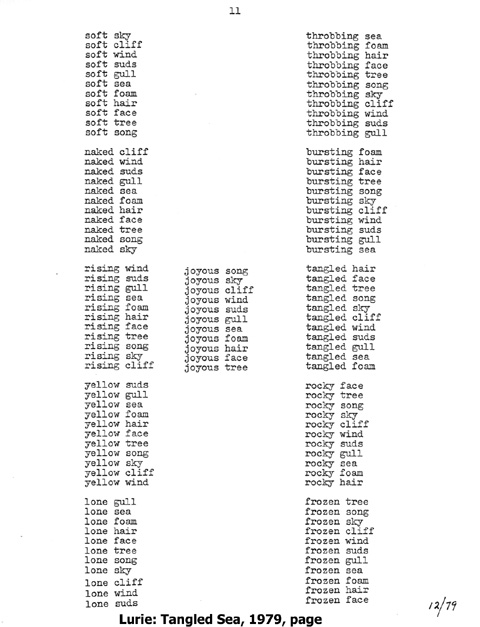 11
soft sky
soft cliff
soft wind
soft suds
soft gull
soft sea
soft foam
soft hair
soft face
soft tree
soft song
naked cliff
naked wind
naked suds
naked gull
naked sea
naked foam
naked hair
naked face
naked tree
naked song
naked sky
rising wind
rising suds
rising gull
rising sea
rising foam
rising hair
rising face
rising tree
rising song
rising sky
rising cliff
yellow suds
yellow gull
yellow sea
yellow foam
yellow hair
yellow face
yellow tree
yellow song
yellow sky
yellow cliff
yellow wind
lone gull
lone sea
lone foam
lone hair
lone face
lone tree
lone song
lone sky
lone cliff
lone wind
lone suds
joyous song
joyous sky
joyous cliff
joyous wind
joyous suds
joyous gull
joyous sea
joyous foam
joyous hair
joyous face
joyous tree
throbbing sea
throbbing foam
throbbing hair
throbbing face
throbbing tree
throbbing song
throbbing sky
throbbing cliff
throbbing wind
throbbing suds
throbbing gull
bursting foam
bursting hair
bursting face
bursting tree
bursting song
bursting sky
bursting cliff
bursting wind
bursting suds
bursting gull
bursting sea
tangled hair
tangled face
tangled tree
tangled song
tangled sky
tangled cliff
tangled wind
tangled suds
tangled gull
tangled sea
tangled foam
rocky face
rocky tree
rocky song
rocky sky
rocky cliff
rocky wind
rocky suds
rocky gull
rocky sea
rocky foam
rocky hair
frozen tree
frozen song
frozen sky
frozen cliff
frozen wind
frozen suds
frozen gull
frozen sea
frozen foam
frozen hair
frozen face
12/79
Lurie: Tangled Sea, 1979, page